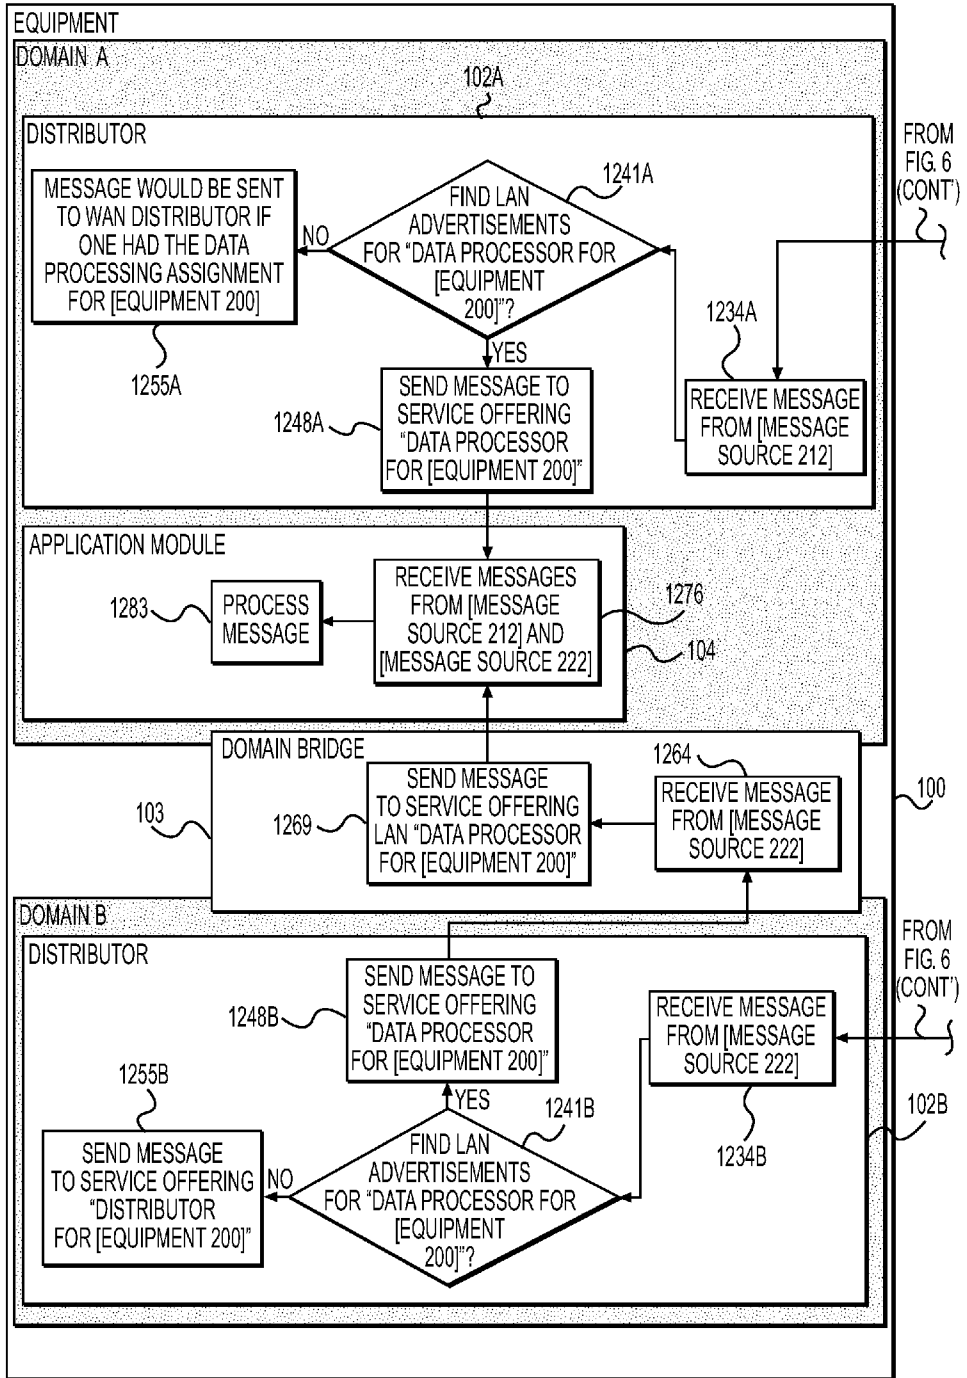 EQUIPMENT
DOMAIN A
102A
DISTRIBUTOR
MESSAGE WOULD BE SENT
TO WAN DISTRIBUTOR IF
ONE HAD THE DATA
PROCESSING ASSIGNMENT
FOR [EQUIPMENT 200]
1255A
NO
FIND LAN
ADVERTISEMENTS
FOR “DATA PROCESSOR FOR
[EQUIPMENT
200]”?
1241A
YES
FROM
FIG. 6
(CONT')
1234A
RECEIVE MESSAGE
FROM [MESSAGE
SOURCE 212]
1248A
SEND MESSAGE TO
SERVICE OFFERING
“DATA PROCESSOR
FOR [EQUIPMENT 200]”
APPLICATION MODULE
1283
PROCESS
MESSAGE
RECEIVE MESSAGES
FROM [MESSAGE
SOURCE 212] AND
[MESSAGE SOURCE 222]
1276
104
DOMAIN BRIDGE
103
1269
SEND MESSAGE
TO SERVICE OFFERING
LAN “DATA PROCESSOR
FOR [EQUIPMENT 200]”
1264
RECEIVE MESSAGE
FROM [MESSAGE
SOURCE 222]
100
DOMAIN B
DISTRIBUTOR
1248B
SEND MESSAGE TO
SERVICE OFFERING
“DATA PROCESSOR
FOR [EQUIPMENT 200]”
FROM
FIG. 6
(CONT')
RECEIVE MESSAGE
FROM [MESSAGE
SOURCE 222]
1234B
102B
1255B
SEND MESSAGE
TO SERVICE OFFERING
“DISTRIBUTOR
FOR [EQUIPMENT 200]”
NO
YES
1241B
FIND LAN
ADVERTISEMENTS
FOR “DATA PROCESSOR FOR
[EQUIPMENT
200]”?